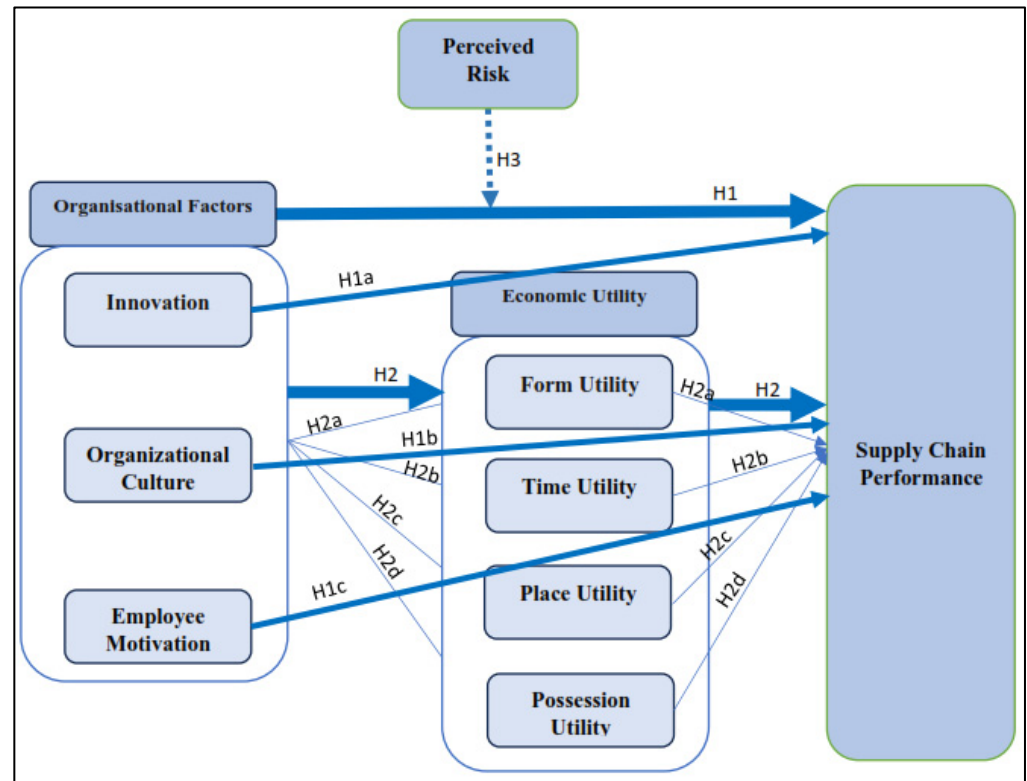 Perceived
Risk
H3
Organisational Factors
H1
Innovation
H1a
Economic Utility
H2
Form Utility
H2a
H2
H2a
Organizational
Culture
H1b
H2b
Time Utility
H2b
Supply Chain
Performance
H2c
H2d
H2c
H2d
H1c
Place Utility
Employee
Motivation
Possession
Utility